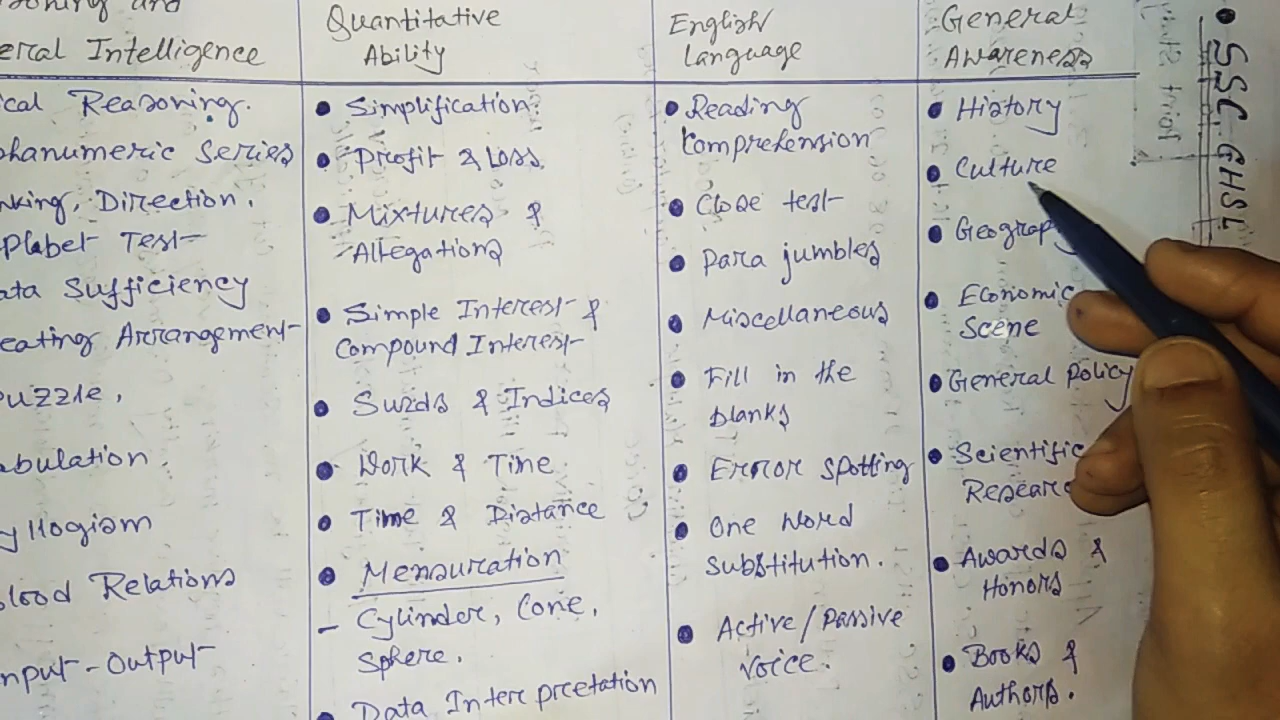 eral Intelligence
ical Reasoning.
phanumeric Series
nking, Direction.
plabet Test
ata Sufficiency
eating Arrangement
uzzle,
abulation.
yllogism
lood Relations
nput-Output
Quantitative
Ability
Simplification
Profit & Loss
Mixtures &
Allegations
Simple Interest &
Compound Interest
Surds & Indices
Work & Time
Time & Distance
Mensuration
- Cylinder, Cone,
Sphere.
Data Interpretation
English
Language
Reading
Comprehension
Close test
Para jumbles
Miscellaneous
Fill in the
blanks
Error spotting
One Word
Substitution.
Active/Passive
Voice.
General
Awareness
History
Culture
Geograp
Economic
Scene
General policy
Scientific
Researc
Awards &
Honors
Books &
Authors.
SSC CHSL